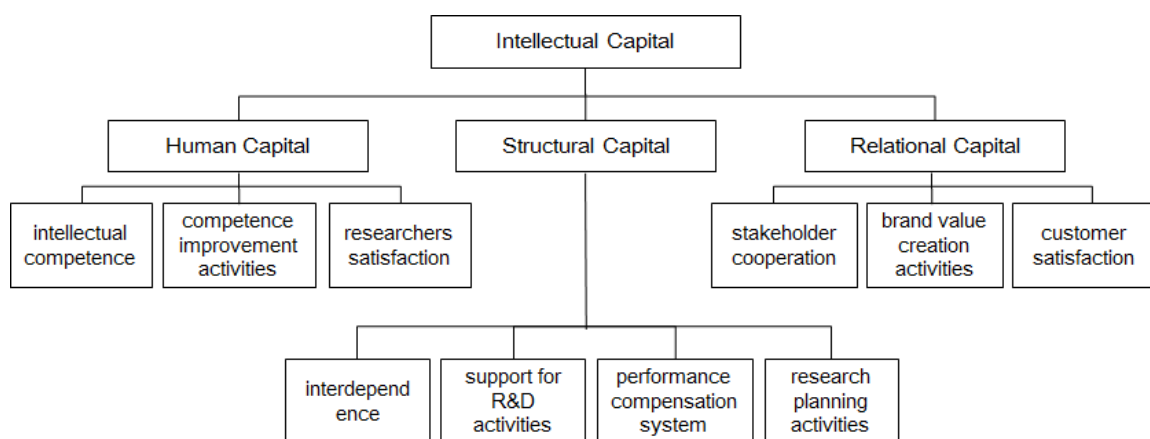 Intellectual Capital
Human Capital
Structural Capital
Relational Capital
intellectual
competence
competence
improvement
activities
researchers
satisfaction
stakeholder
cooperation
brand value
creation
activities
customer
satisfaction
interdepend
ence
support for
R&D
activities
performance
compensation
system
research
planning
activities